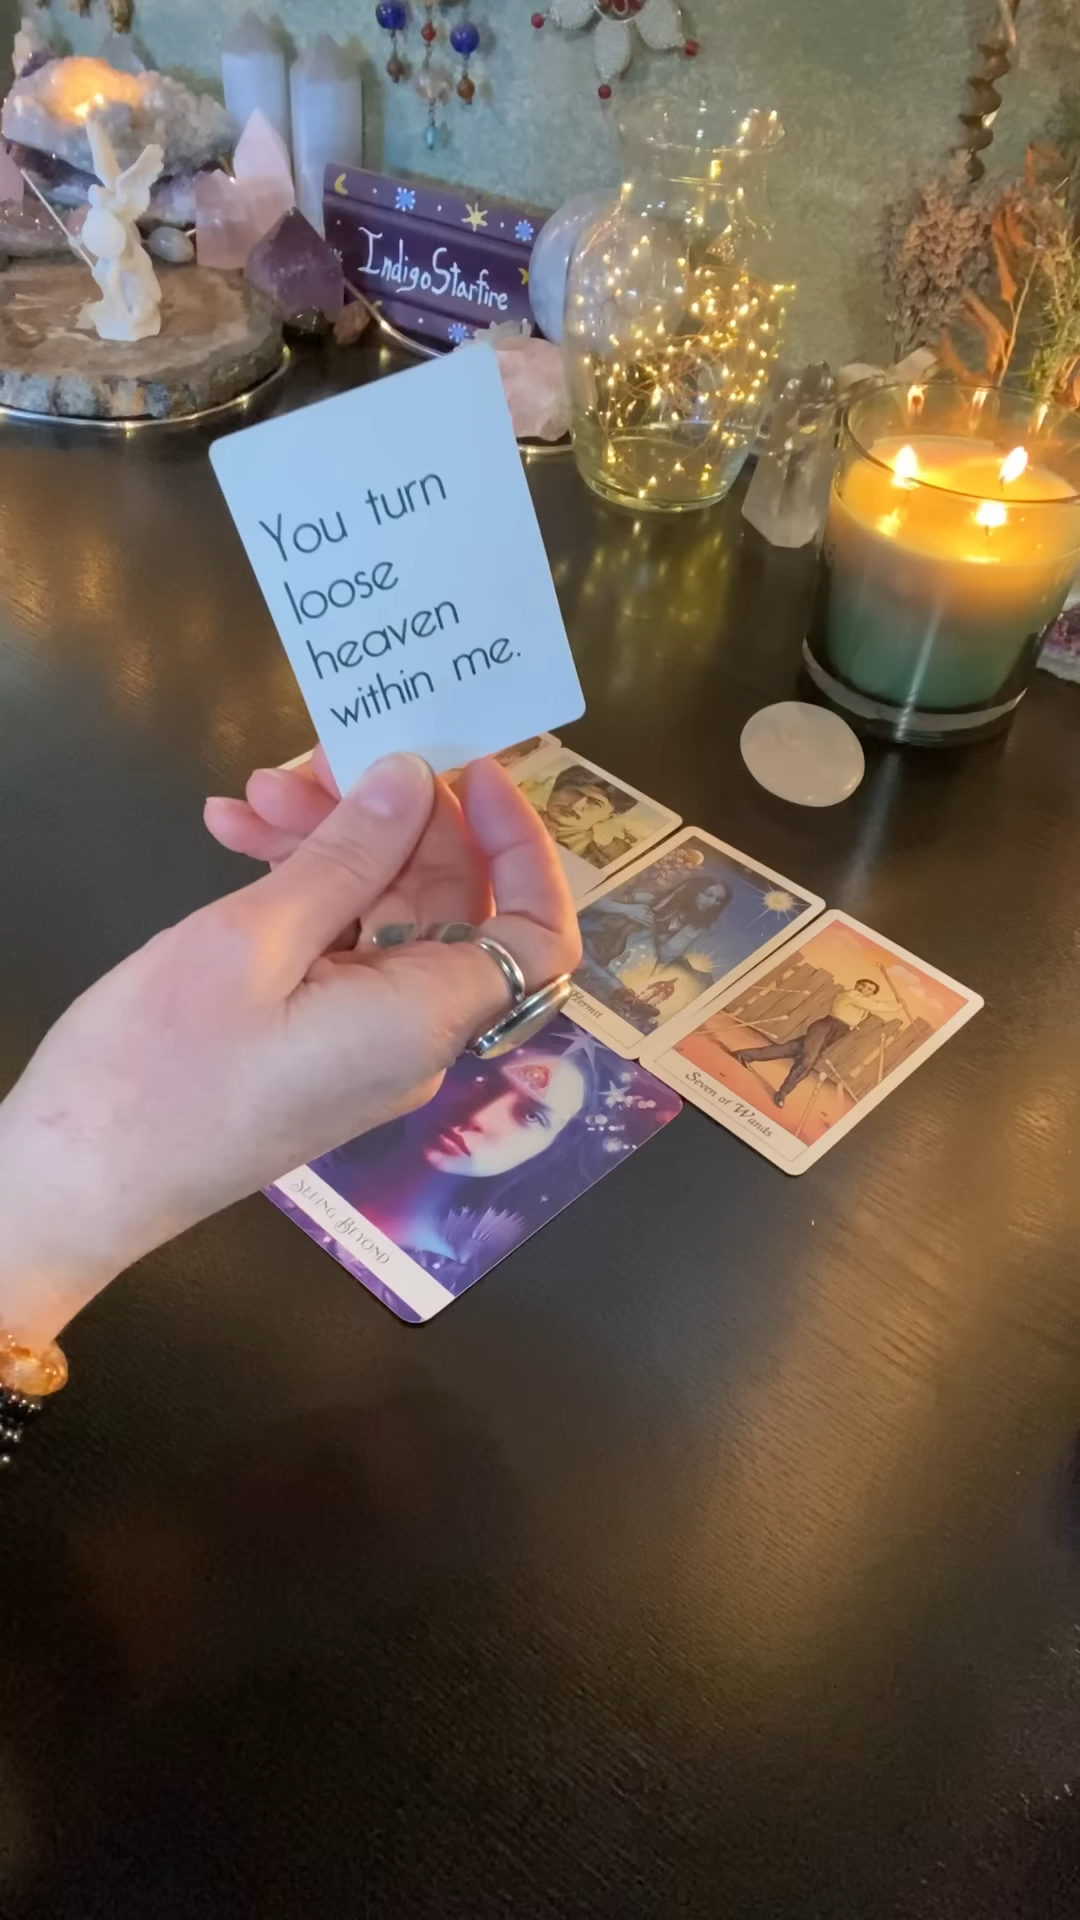 IndigoStarfire
You turn
loose
heaven
within me.
Hermit
Seven of Wands
Seeing Beyond